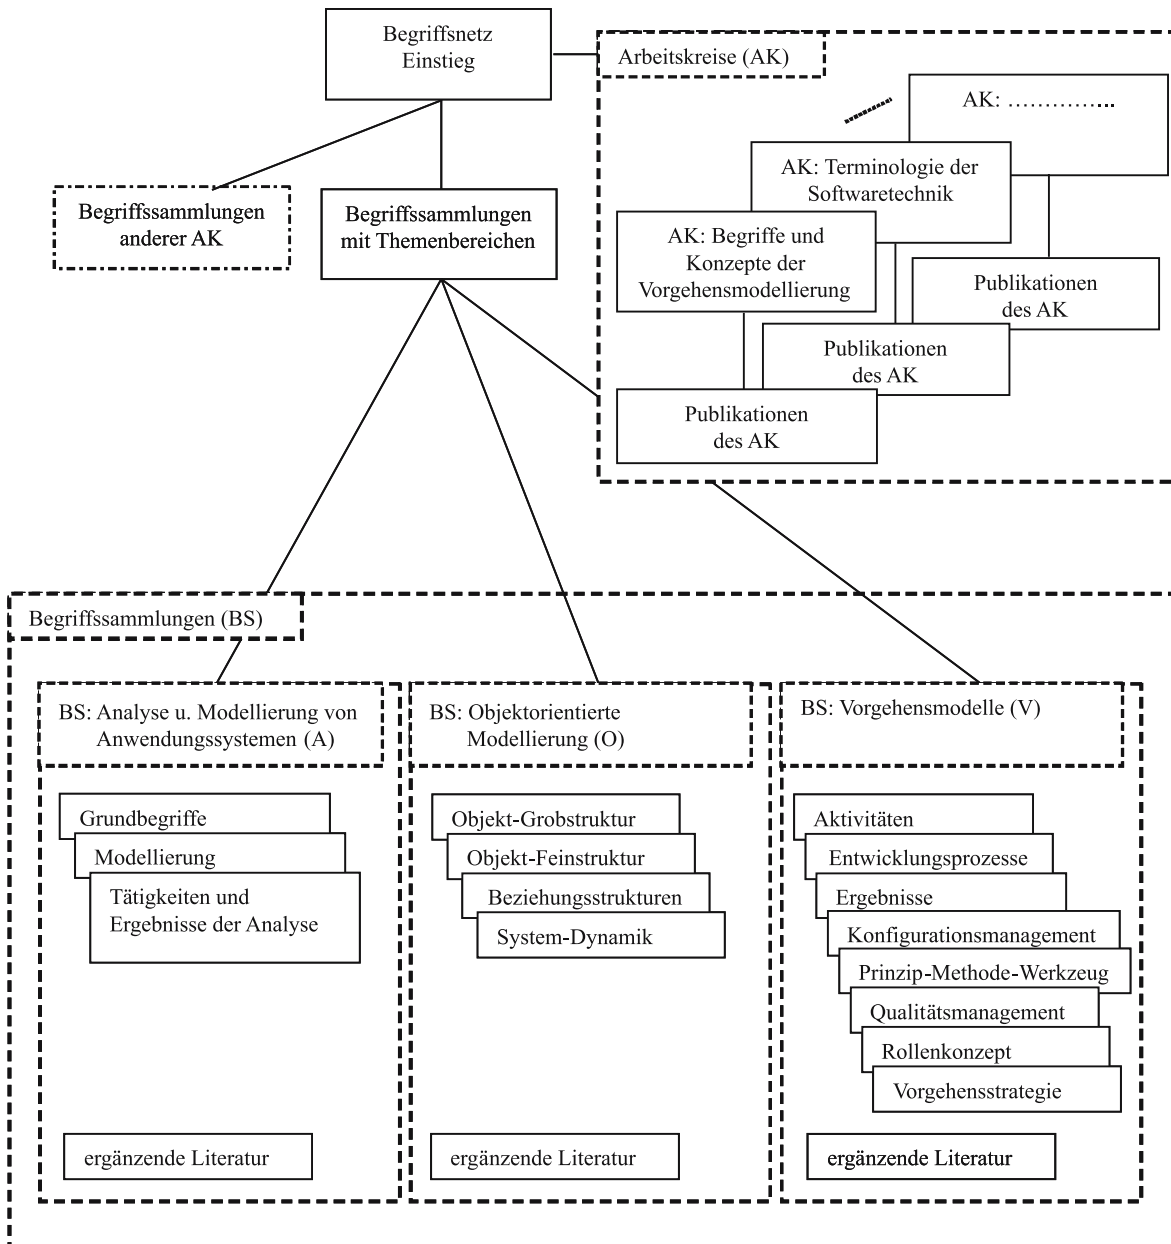 Begriffsnetz
Einstieg
Arbeitskreise (AK)
AK: ……………...
AK: Terminologie der
Softwaretechnik
AK: Begriffe und
Konzepte der
Vorgehensmodellierung
Publikationen
des AK
Publikationen
des AK
Publikationen
des AK
Begriffssammlungen
anderer AK
Begriffssammlungen
mit Themenbereichen
Begriffssammlungen (BS)
BS: Analyse u. Modellierung von
Anwendungssystemen (A)
Grundbegriffe
Modellierung
Tätigkeiten und
Ergebnisse der Analyse
ergänzende Literatur
BS: Objektorientierte
Modellierung (O)
Objekt-Grobstruktur
Objekt-Feinstruktur
Beziehungsstrukturen
System-Dynamik
ergänzende Literatur
BS: Vorgehensmodelle (V)
Aktivitäten
Entwicklungsprozesse
Ergebnisse
Konfigurationsmanagement
Prinzip-Methode-Werkzeug
Qualitätsmanagement
Rollenkonzept
Vorgehensstrategie
ergänzende Literatur